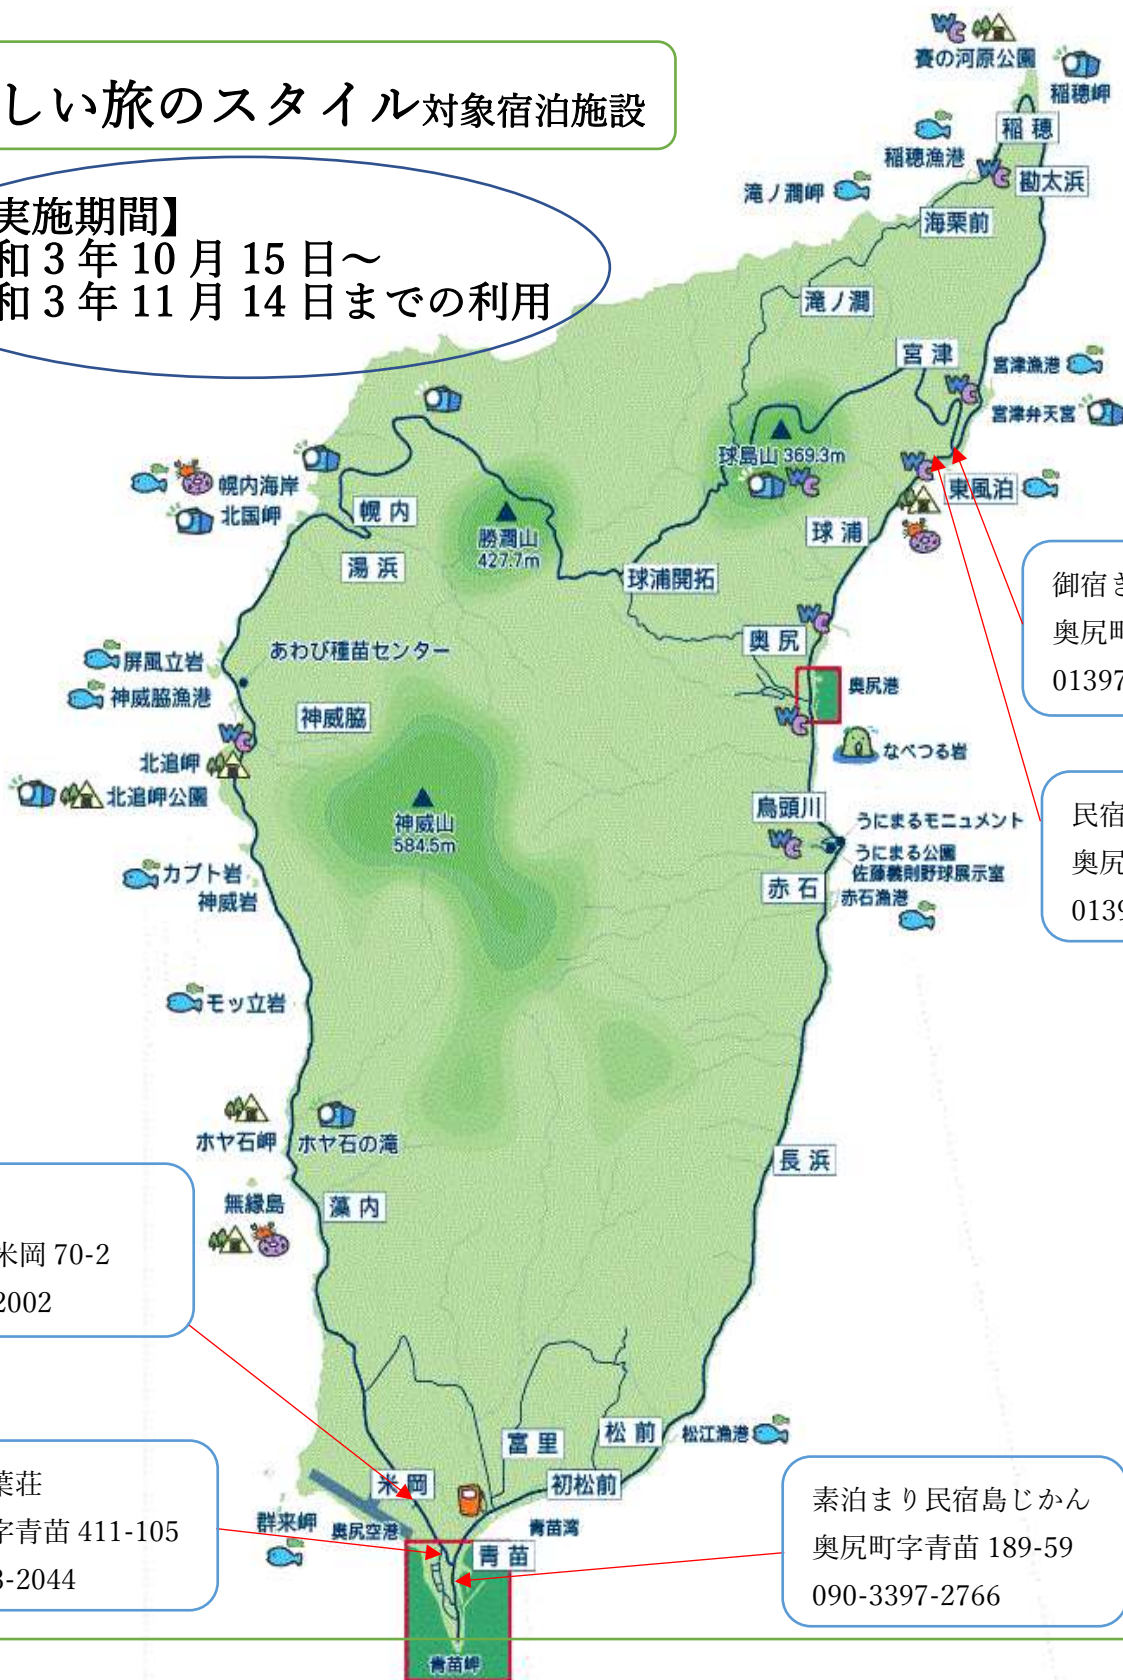 しい旅のスタイル対象宿泊施設
実施期間】
和 3 年 10 月 15 日～
和 3 年 11 月 14 日までの利用
賽の河原公園
稲穂岬
稲穂
稲穂漁港
勘太浜
滝ノ澗岬
海栗前
滝ノ澗
宮津
宮津漁港
宮津弁天宮
球島山 369.3m
東風泊
球浦
幌内海岸
北国岬
幌内
湯浜
勝澗山
427.7m
球浦開拓
奥尻
奥尻港
なべつる岩
屏風立岩
あわび種苗センター
神威脇漁港
神威脇
北追岬
北追岬公園
神威山
584.5m
烏頭川
うにまるモニュメント
うにまる公園
佐藤義則野球展示室
赤石
赤石漁港
カブト岩
神威岩
モッ立岩
ホヤ石岬
ホヤ石の滝
無縁島
藻内
長浜
御宿き
奥尻町
01397
民宿
奥尻
0139
米岡 70-2
2002
富里
松前
松江漁港
米岡
初松前
群来岬
奥尻空港
青苗湾
青苗
青苗岬
葉荘
字青苗 411-105
3-2044
素泊まり民宿島じかん
奥尻町字青苗 189-59
090-3397-2766